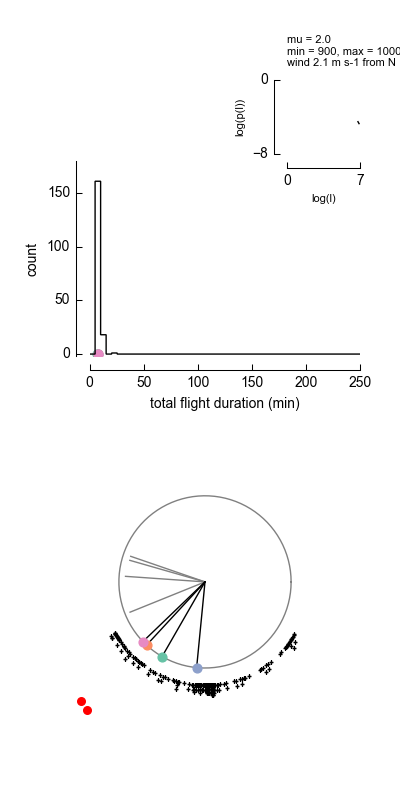 mu = 2.0
min = 900, max = 1000
wind 2.1 m s-1 from N
0
log(p(l))
−8
0 7
log(l)
150
count
100
50
0
0 50 100 150 200 250
total flight duration (min)